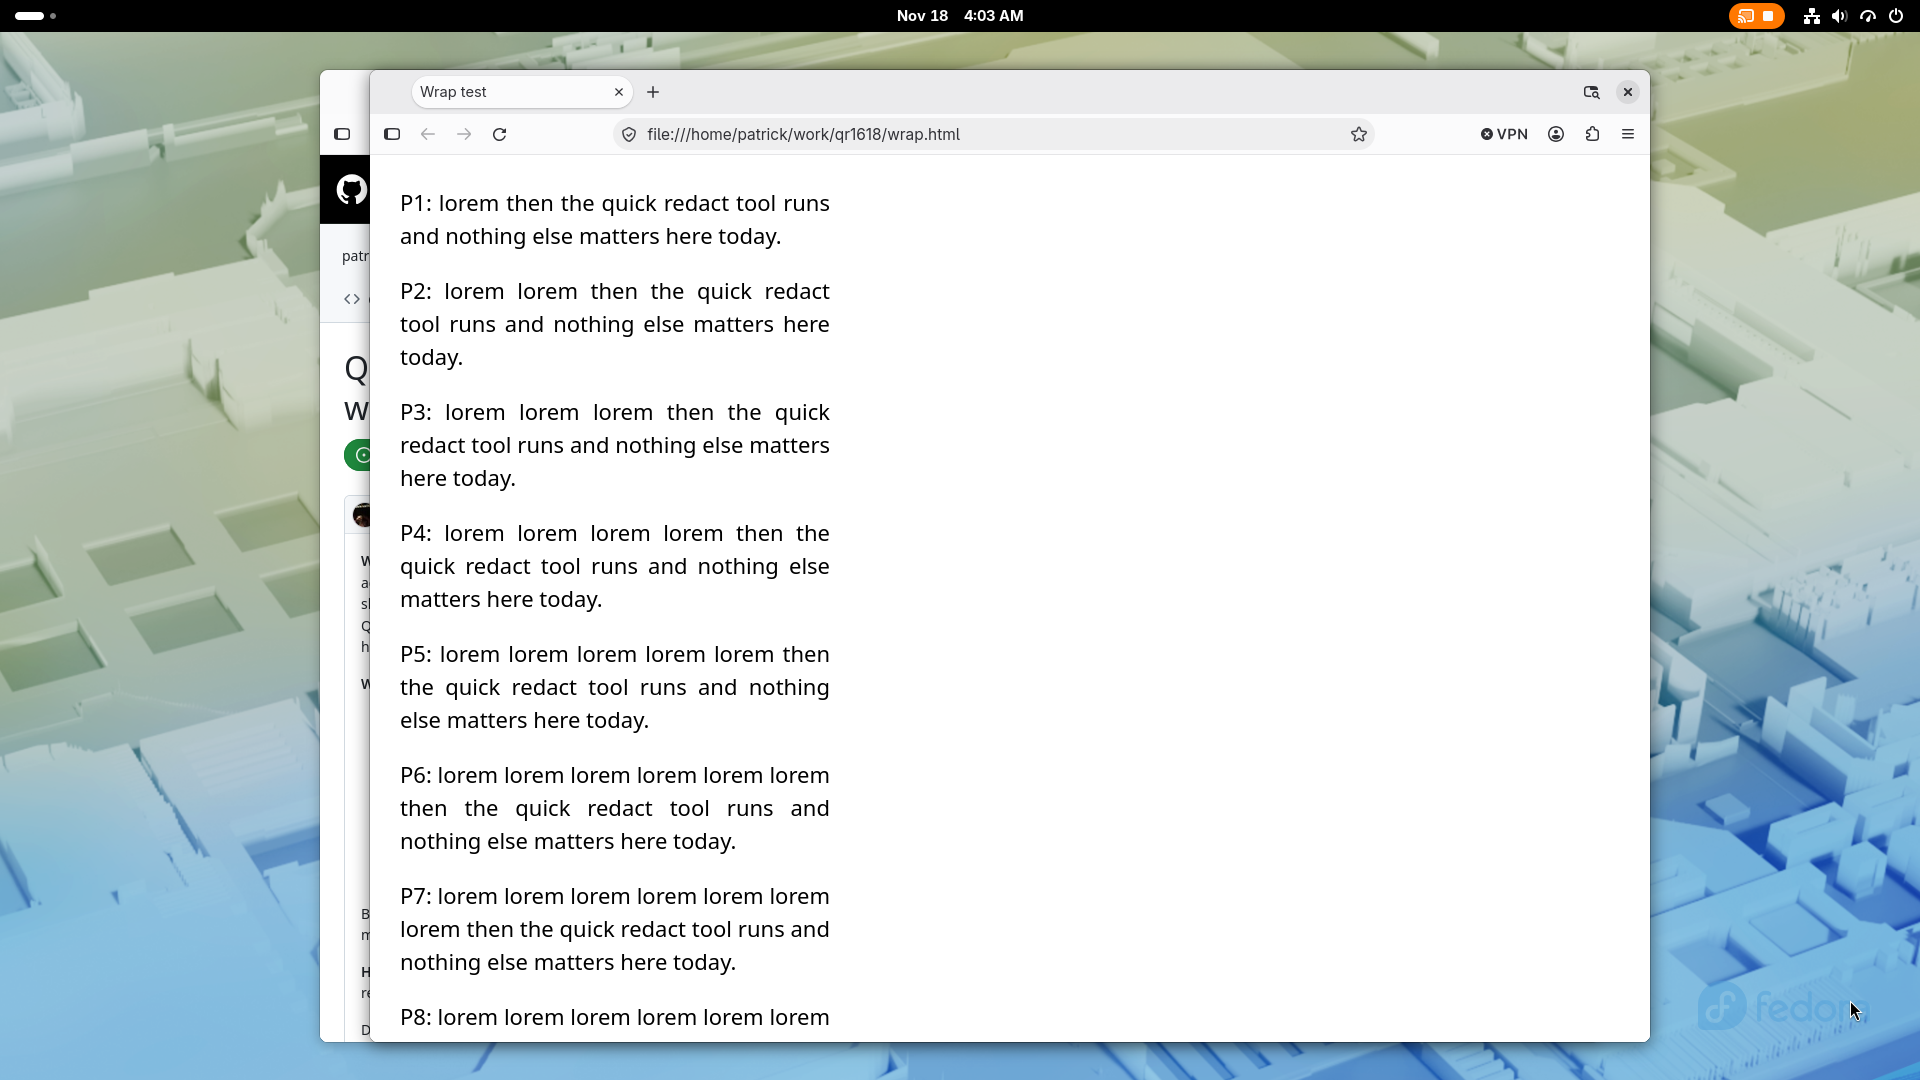 Nov 18 4:03 AM
Wrap test
file:///home/patrick/work/qr1618/wrap.html
VPN
patr
Q
W
P1: lorem then the quick redact tool runs
and nothing else matters here today.
P2: lorem lorem then the quick redact
tool runs and nothing else matters here
today.
P3: lorem lorem lorem then the quick
redact tool runs and nothing else matters
here today.
P4: lorem lorem lorem lorem then the
quick redact tool runs and nothing else
matters here today.
P5: lorem lorem lorem lorem lorem then
the quick redact tool runs and nothing
else matters here today.
P6: lorem lorem lorem lorem lorem lorem
then the quick redact tool runs and
nothing else matters here today.
P7: lorem lorem lorem lorem lorem lorem
lorem then the quick redact tool runs and
nothing else matters here today.
P8: lorem lorem lorem lorem lorem lorem
fedora